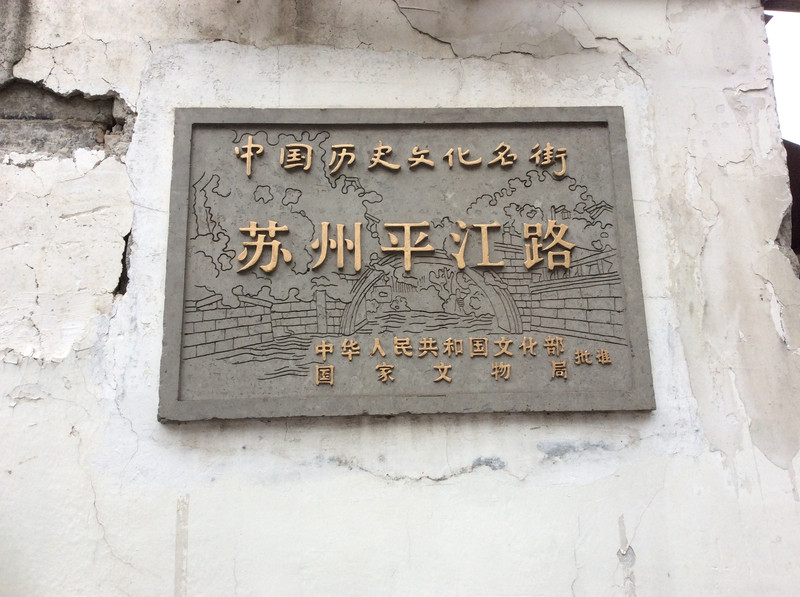 中国历史文化名街
苏州平江路
中华人民共和国文化部
国家文物局
批准